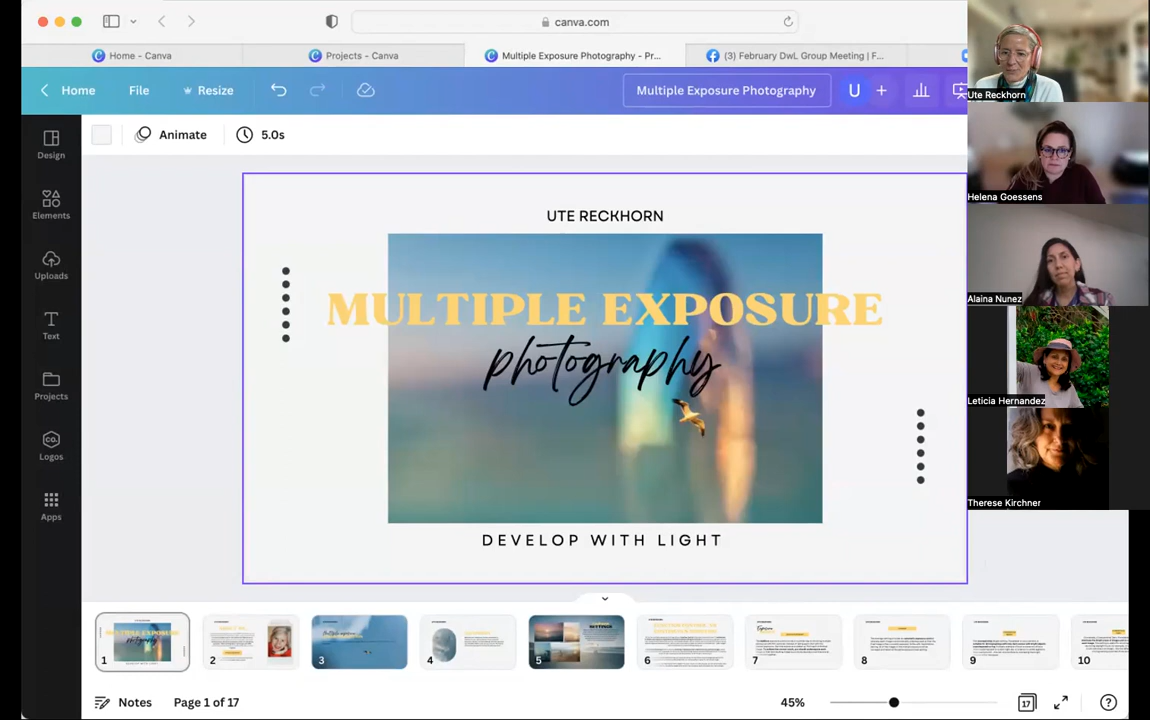 canva.com
Home - Canva
Projects - Canva
Multiple Exposure Photography - Pr...
(3) February DwL Group Meeting | F...
Home
File
Resize
Multiple Exposure Photography
U
+
Ute Reckhorn
Design
Animate
5.0s
Helena Goessens
Elements
UTE RECKHORN
Uploads
MULTIPLE EXPOSURE
photography
Alaina Nunez
Text
Projects
Leticia Hernandez
CO.
Logos
Therese Kirchner
Apps
DEVELOP WITH LIGHT
1
2
3
4
5
6
7
8
9
10
Notes
Page 1 of 17
45%
17
?